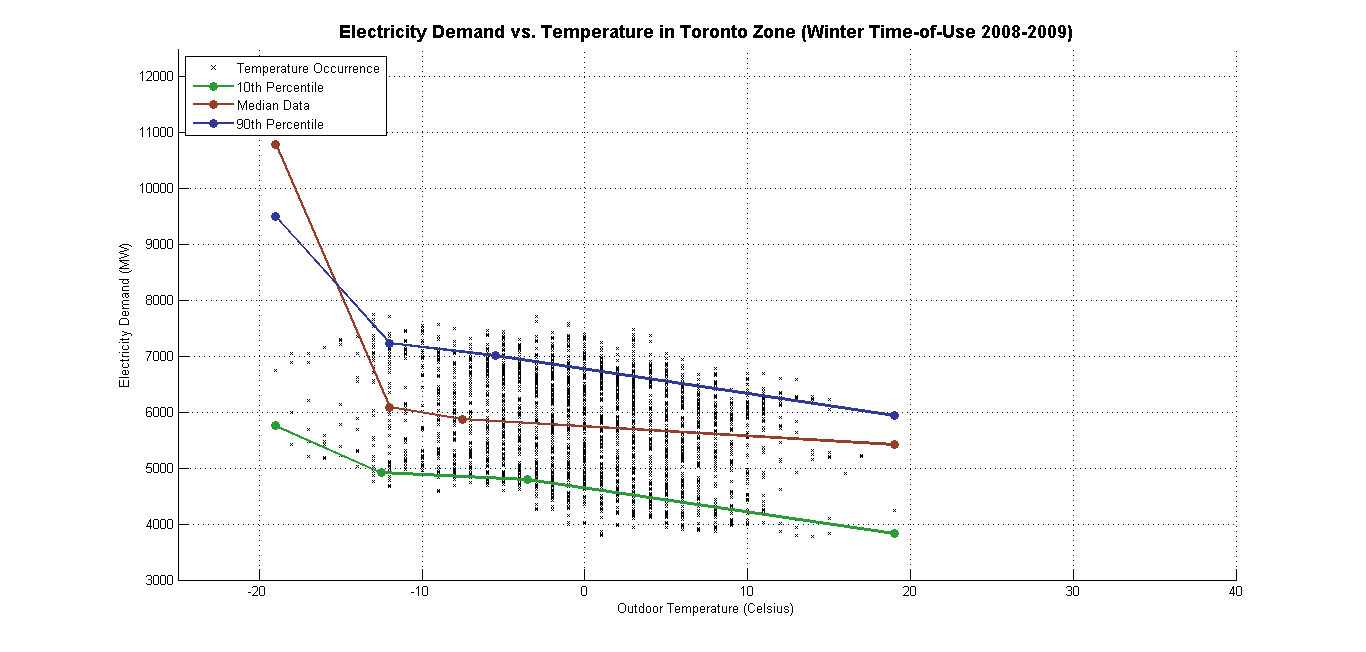 Electricity Demand vs. Temperature in Toronto Zone (Winter Time-of-Use 2008-2009)
Temperature Occurrence
10th Percentile
Median Data
90th Percentile
12000
11000
10000
9000
8000
7000
6000
5000
4000
3000
Electricity Demand (MW)
-20 -10 0 10 20 30 40
Outdoor Temperature (Celsius)